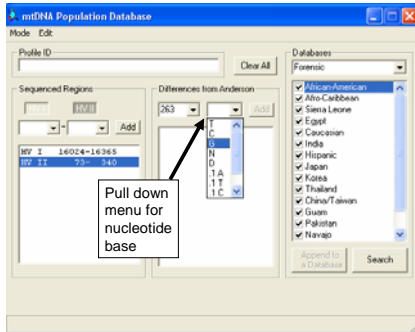 mtDNA Population Database
Mode Edit
Profile ID
Clear All
Sequenced Regions
HV I HV II
- Add
HV I 16024-16365
HV II 73- 340
Differences from Anderson
263 Add
T
C
G
N
D
.1 A
.1 T
.1 C
Pull down
menu for
nucleotide
base
Databases
Forensic
African-American
Afro-Caribbean
Sierra Leone
Egypt
Caucasian
India
Hispanic
Japan
Korea
Thailand
China/Taiwan
Guam
Pakistan
Navajo
Append to
a Database
Search